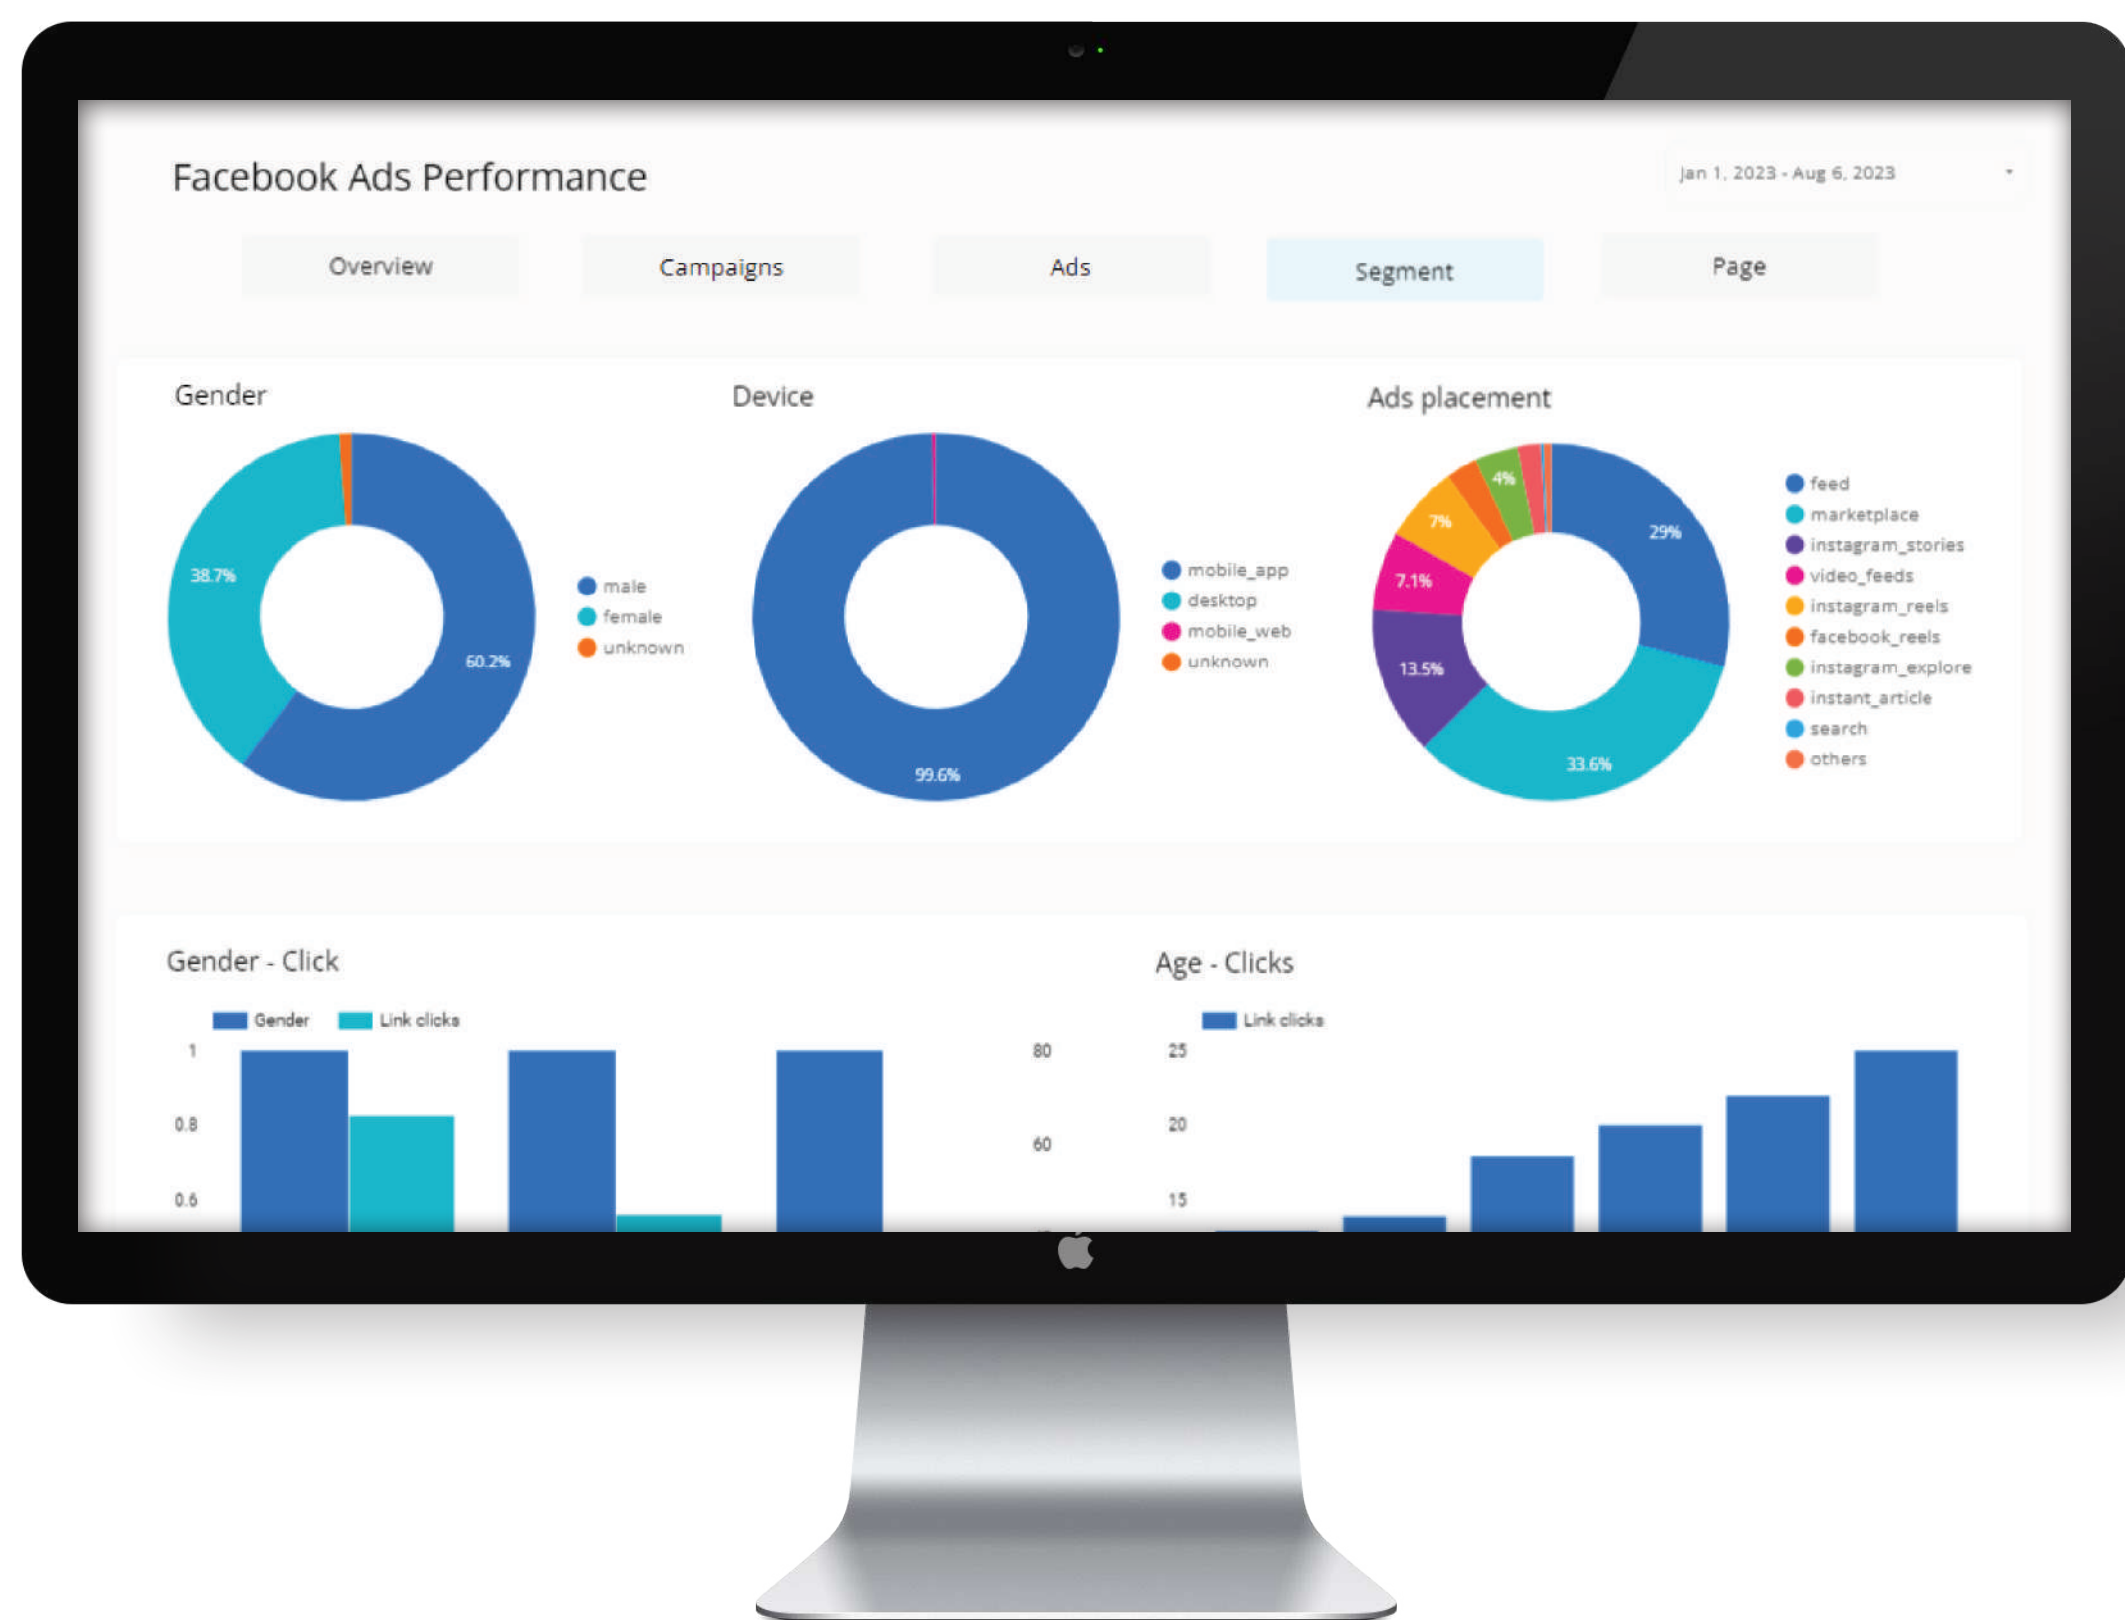 Facebook Ads Performance
Jan 1, 2023 - Aug 6, 2023
Overview
Campaigns
Ads
Segment
Page
Gender
38.7%
60.2%
male
female
unknown
Device
99.6%
mobile_app
desktop
mobile_web
unknown
Ads placement
4%
7%
29%
7.1%
13.5%
33.6%
feed
marketplace
instagram_stories
video_feeds
instagram_reels
facebook_reels
instagram_explore
instant_article
search
others
Gender - Click
Gender
Link clicks
1
0.8
0.6
80
60
Age - Clicks
Link clicks
25
20
15